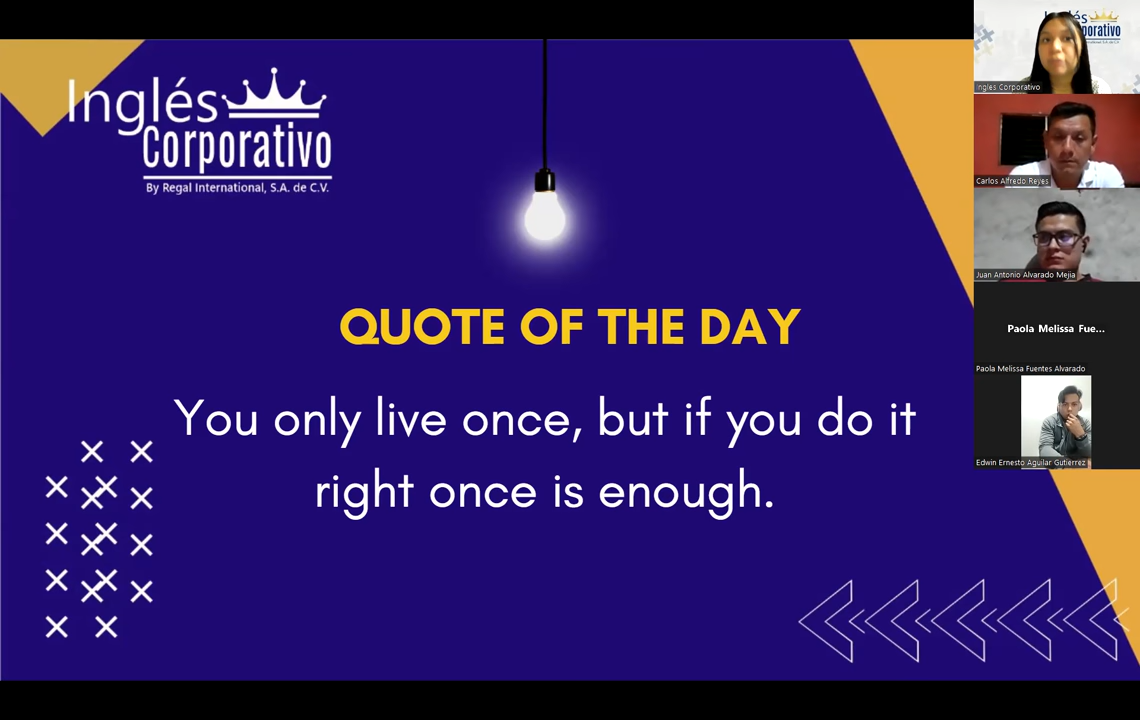 Inglés
Corporativo
By Regal International, S.A. de C.V.
QUOTE OF THE DAY
You only live once, but if you do it
right once is enough.
Inglés Corporativo
Carlos Alfredo Reyes
Juan Antonio Alvarado Mejia
Paola Melissa Fue...
Paola Melissa Fuentes Alvarado
Edwin Ernesto Aguilar Gutierrez